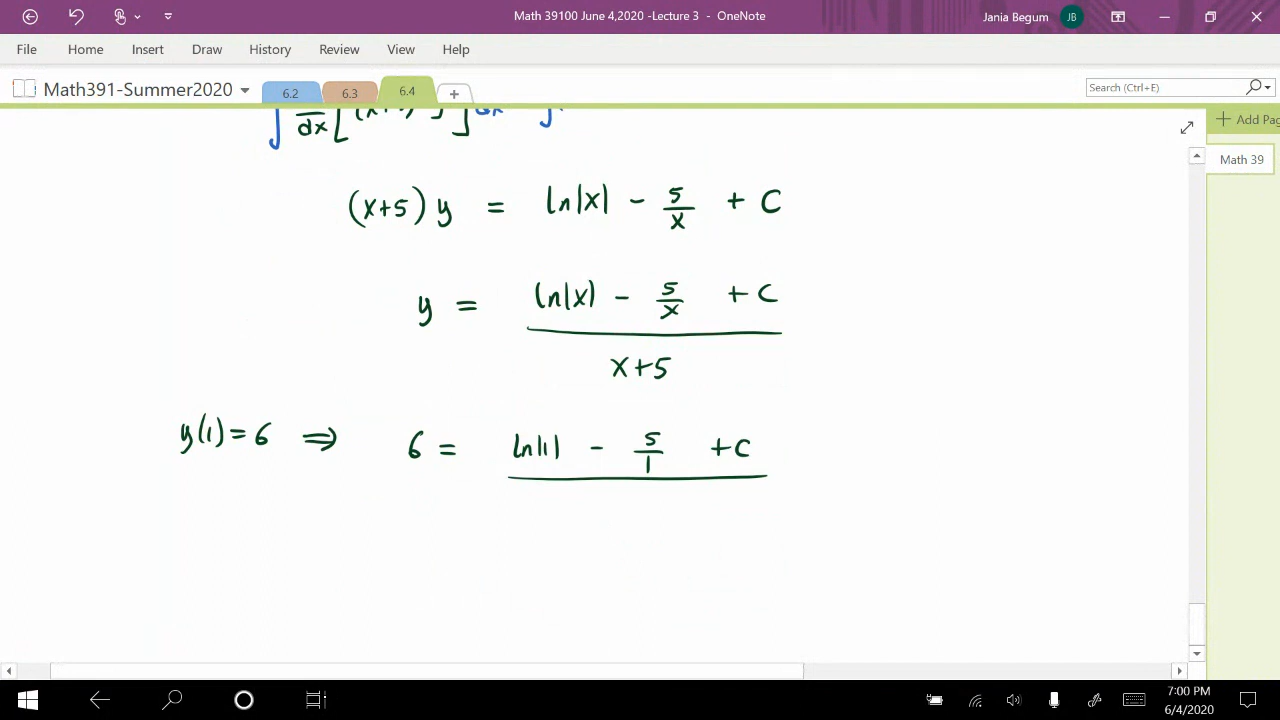 Math 39100 June 4,2020 -Lecture 3 - OneNote
Jania Begum JB
File Home Insert Draw History Review View Help
Math391-Summer2020 6.2 6.3 6.4 Search (Ctrl+E)
Add Pag
Math 39
∫ d/dx
(x+5) y = ln|x| - 5/x + C
y = (ln|x| - 5/x + C)/(x+5)
y(1) = 6 ⇒ 6 = ln|1| - 5/1 + C
7:00 PM
6/4/2020